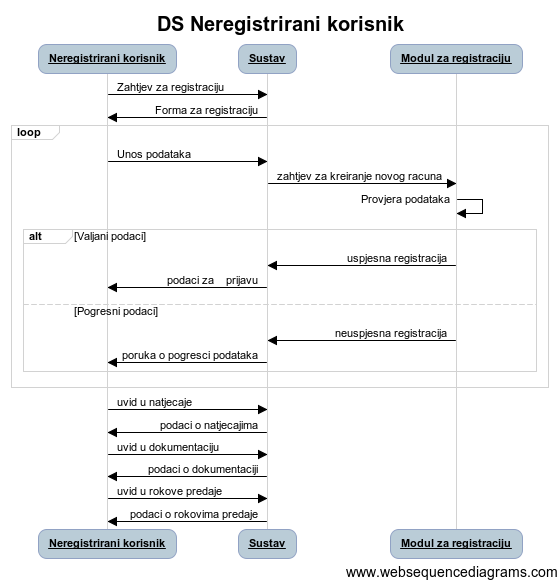 DS Neregistrirani korisnik
Neregistrirani korisnik Sustav Modul za registraciju
Zahtjev za registraciju
Forma za registraciju
loop
Unos podataka
zahtjev za kreiranje novog racuna
Provjera podataka
alt [Valjani podaci]
uspjesna registracija
podaci za prijavu
[Pogresni podaci]
neuspjesna registracija
poruka o pogresci podataka
uvid u natjecaje
podaci o natjecajima
uvid u dokumentaciju
podaci o dokumentaciji
uvid u rokove predaje
podaci o rokovima predaje
Neregistrirani korisnik Sustav Modul za registraciju
www.websequencediagrams.com